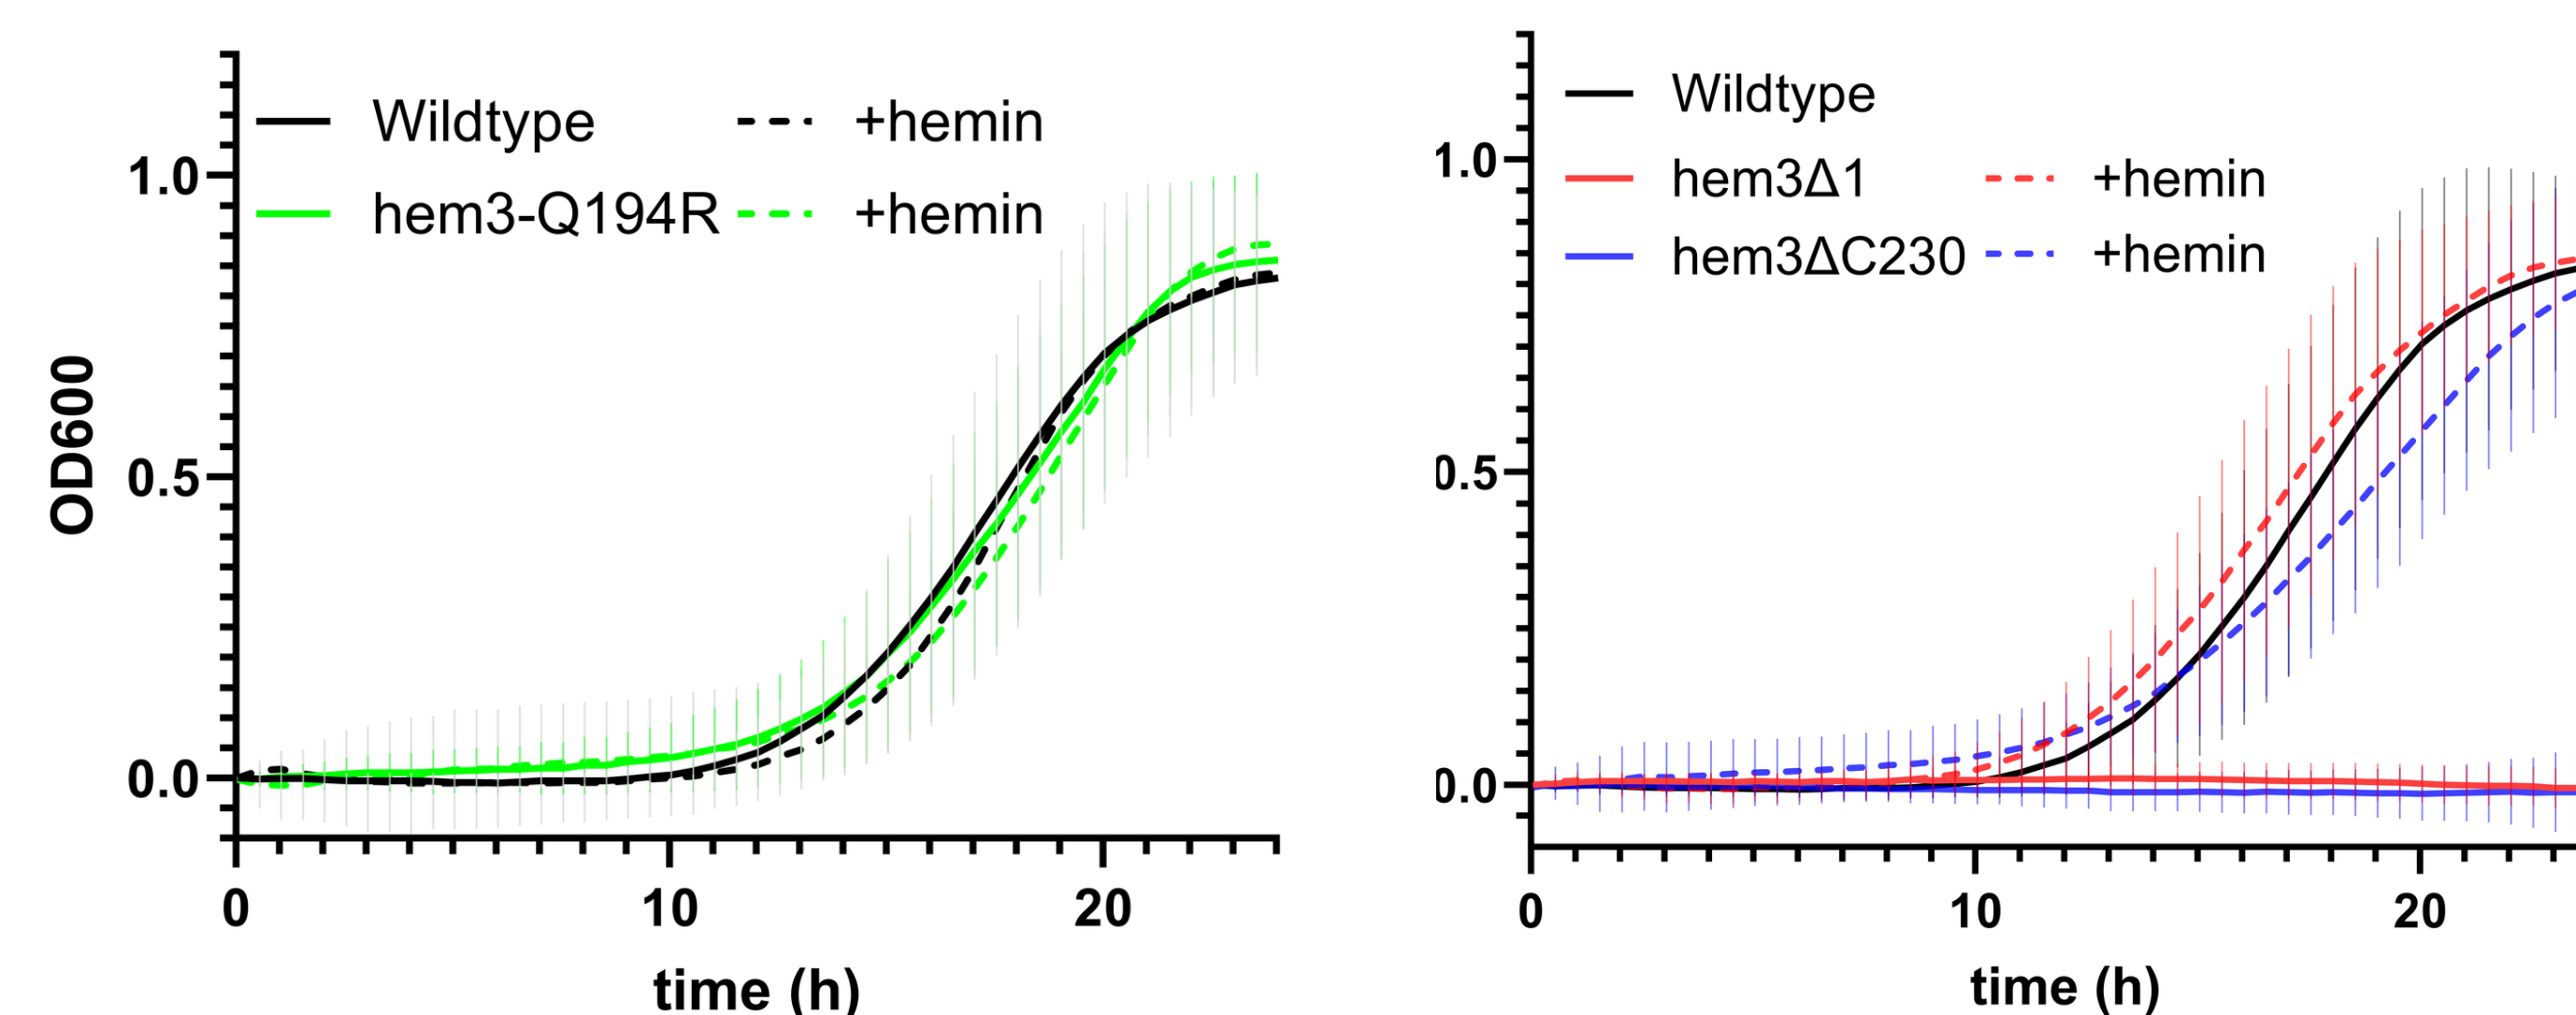 Wildtype +hemin
hem3-Q194R +hemin
1.0
0.5
0.0
OD600
0 10 20
time (h)
Wildtype
hem3Δ1 +hemin
hem3ΔC230 +hemin
1.0
0.5
0.0
0 10 20
time (h)